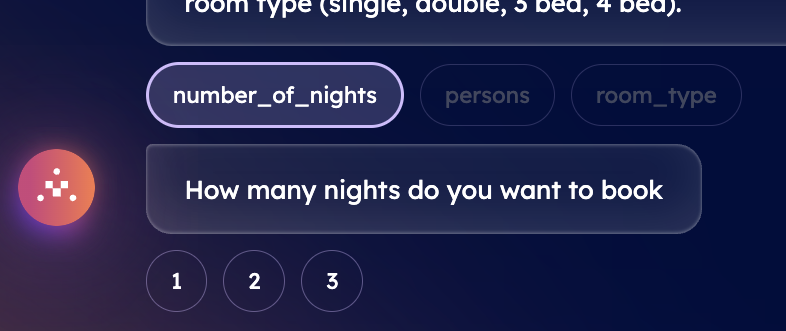 room type (single, double, 3 bed, 4 bed).
number_of_nights persons room_type
How many nights do you want to book
1 2 3